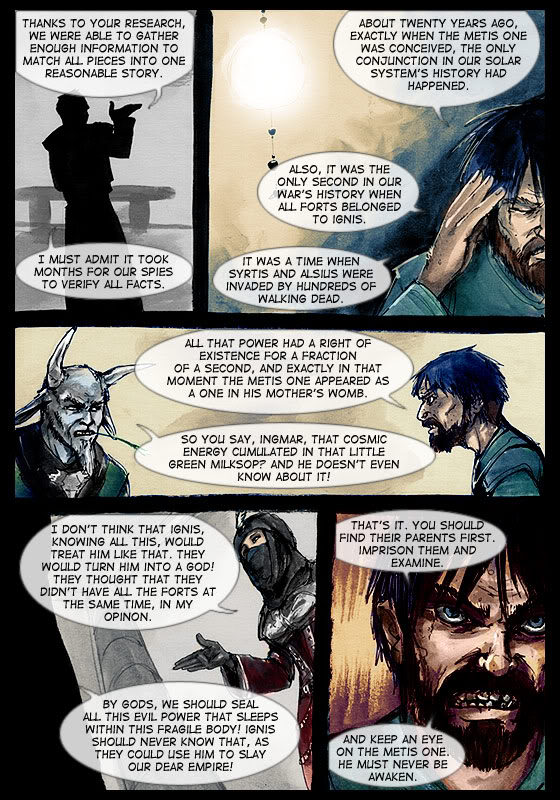 THANKS TO YOUR RESEARCH,
WE WERE ABLE TO GATHER
ENOUGH INFORMATION TO
MATCH ALL PIECES INTO ONE
REASONABLE STORY.
I MUST ADMIT IT TOOK
MONTHS FOR OUR SPIES
TO VERIFY ALL FACTS.
ABOUT TWENTY YEARS AGO,
EXACTLY WHEN THE METIS ONE
WAS CONCEIVED, THE ONLY
CONJUNCTION IN OUR SOLAR
SYSTEM'S HISTORY HAD
HAPPENED.
ALSO, IT WAS THE
ONLY SECOND IN OUR
WAR'S HISTORY WHEN
ALL FORTS BELONGED
TO IGNIS.
IT WAS A TIME WHEN
SYRTIS AND ALSIUS WERE
INVADED BY HUNDREDS OF
WALKING DEAD.
ALL THAT POWER HAD A RIGHT OF
EXISTENCE FOR A FRACTION
OF A SECOND, AND EXACTLY IN THAT
MOMENT THE METIS ONE APPEARED AS
A ONE IN HIS MOTHER'S WOMB.
SO YOU SAY, INGMAR, THAT COSMIC
ENERGY CUMULATED IN THAT LITTLE
GREEN MILKSOP? AND HE DOESN'T EVEN
KNOW ABOUT IT!
I DON'T THINK THAT IGNIS,
KNOWING ALL THIS, WOULD
TREAT HIM LIKE THAT. THEY
WOULD TURN HIM INTO A GOD!
THEY THOUGHT THAT THEY
DIDN'T HAVE ALL THE FORTS AT
THE SAME TIME, IN MY
OPINON.
BY GODS, WE SHOULD SEAL
ALL THIS EVIL POWER THAT SLEEPS
WITHIN THIS FRAGILE BODY! IGNIS
SHOULD NEVER KNOW THAT, AS
THEY COULD USE HIM TO SLAY
OUR DEAR EMPIRE!
THAT'S IT. YOU SHOULD
FIND THEIR PARENTS FIRST.
IMPRISON THEM AND
EXAMINE.
AND KEEP AN EYE
ON THE METIS ONE.
HE MUST NEVER BE
AWAKEN.